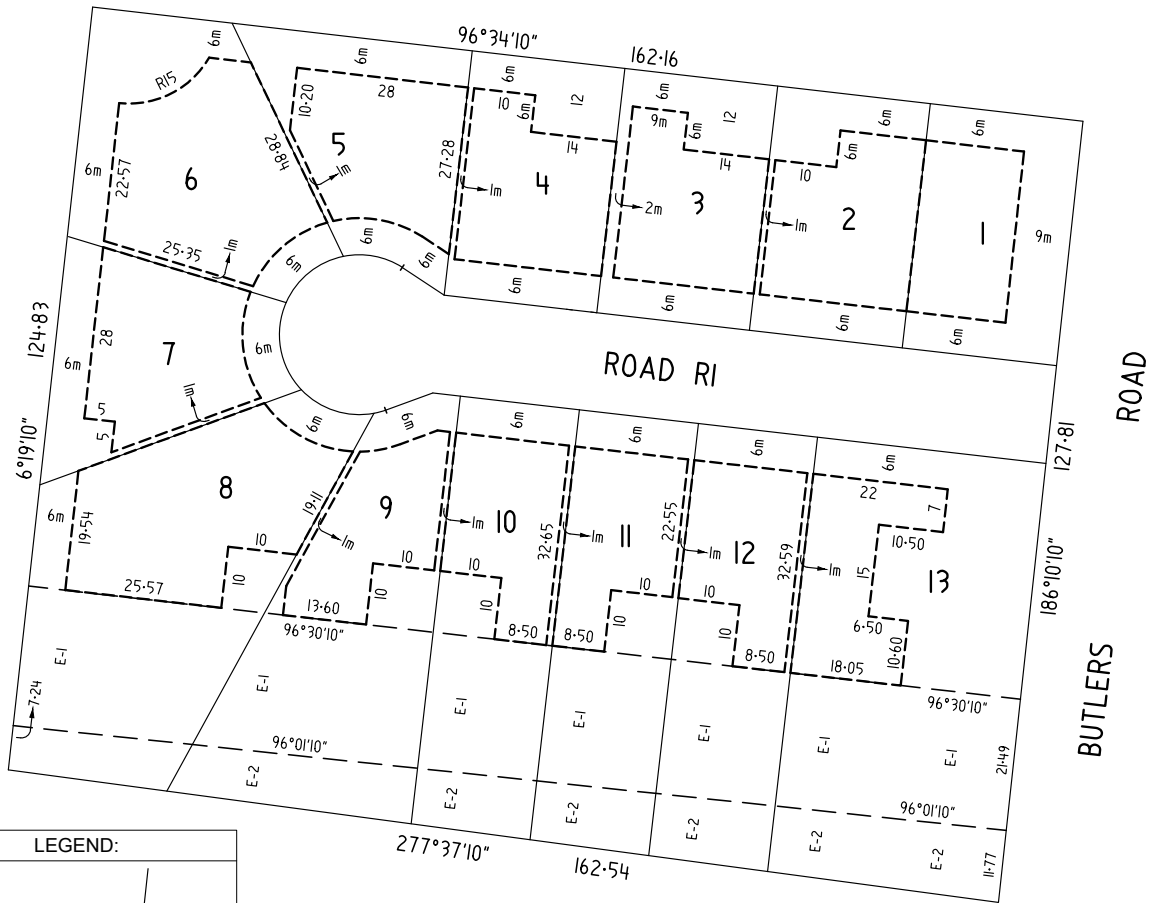 96°34'10"
162·16
6m
6m
6m
6m
6m
6m
6m
R15
10·20
28
10
6m
12
9m
6m
12
6m
5
28·84
27·28
14
14
10
6m
22·57
6
1m
1m
4
2m
3
1m
2
1
9m
25·35
1m
6m
6m
6m
6m
6m
6m
6m
124·83
28
6m
7
6m
ROAD R1
ROAD
1m
5
5
6m
6m
6m
6m
6m
6m
127·81
6°19'10"
8
19·11
9
10
11
12
22
7
6m
19·54
1m
1m
32·65
1m
22·55
1m
32·59
1m
10·50
15
13
10
10
10
10
10
10
10
10
10
10
25·57
13·60
8·50
8·50
8·50
6·50
10·60
18·05
186°10'10"
96°30'10"
96°30'10"
BUTLERS
E-1
E-1
E-1
E-1
E-1
E-1
E-1
21·49
7·24
96°01'10"
96°01'10"
E-2
E-2
E-2
E-2
E-2
E-2
11·77
277°37'10"
162·54
LEGEND: